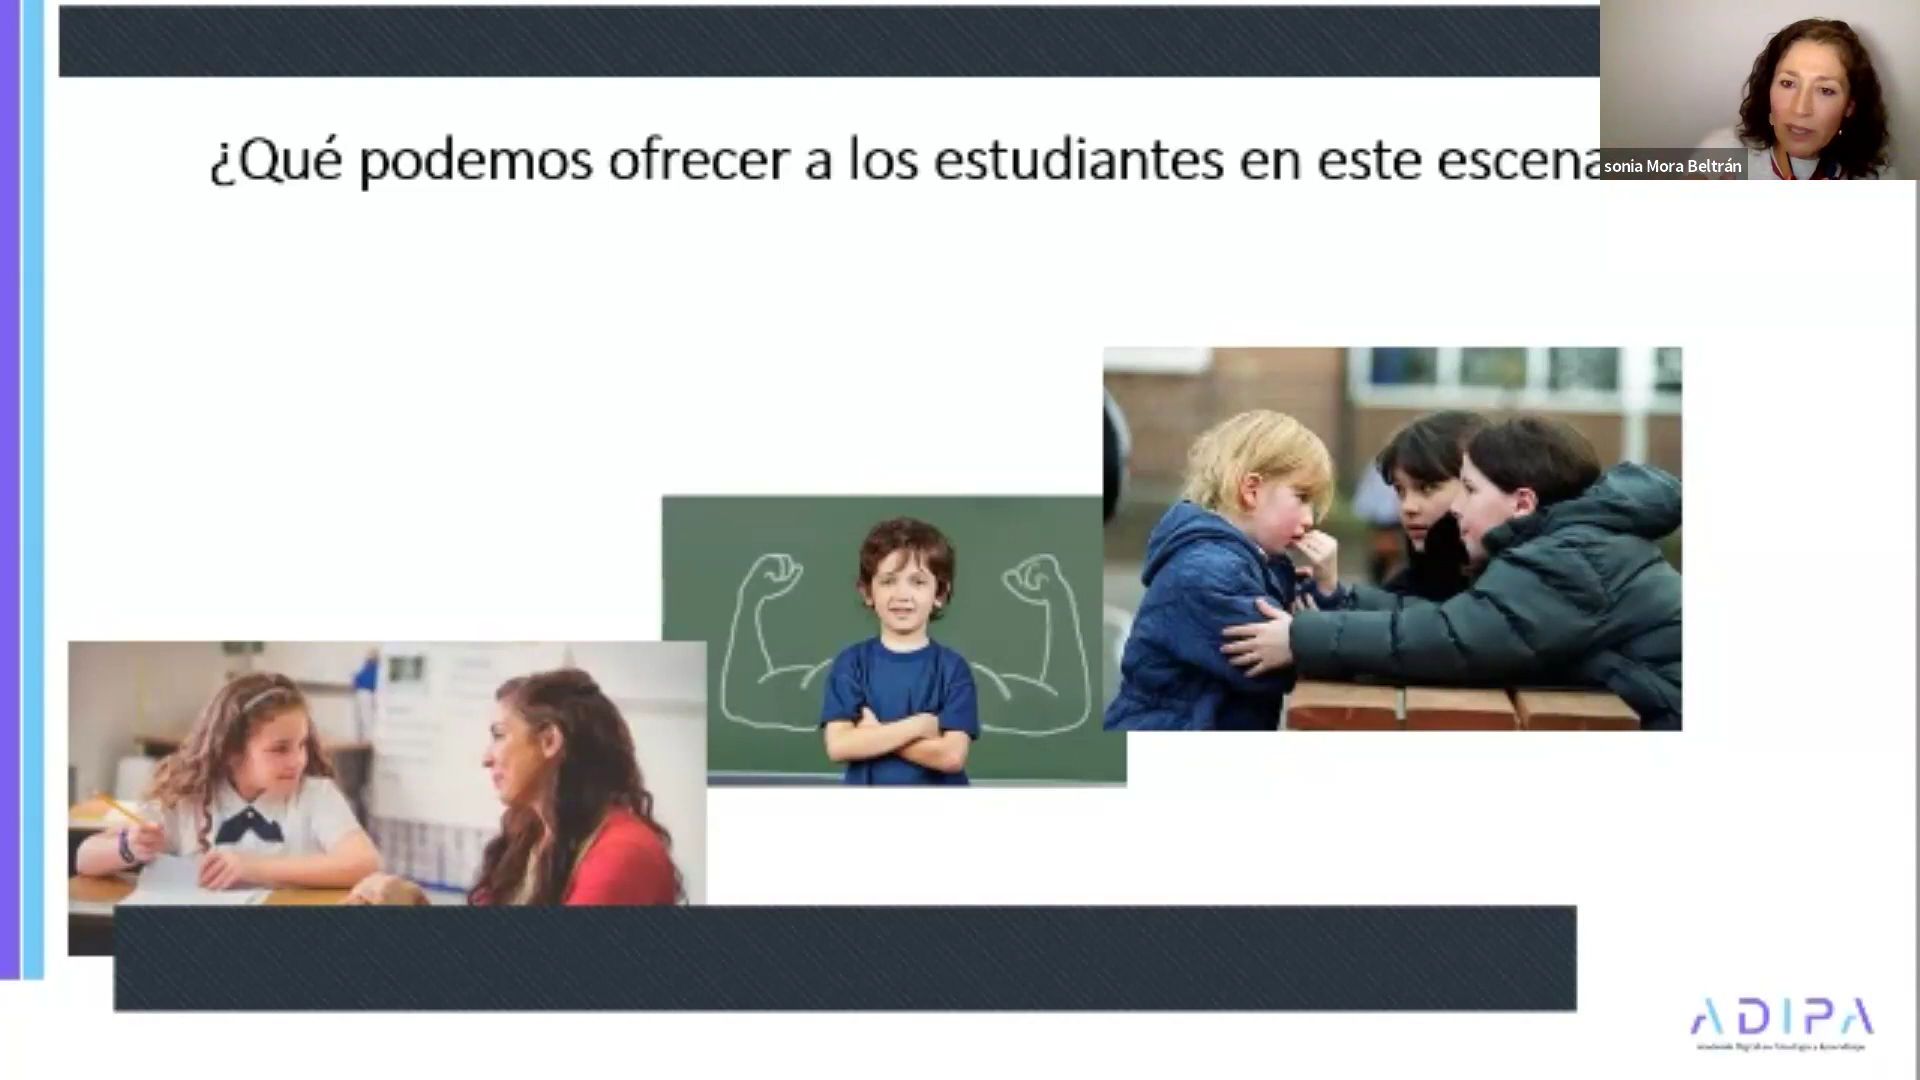 ¿Qué podemos ofrecer a los estudiantes en este escena
sonia Mora Beltrán
ADIPA